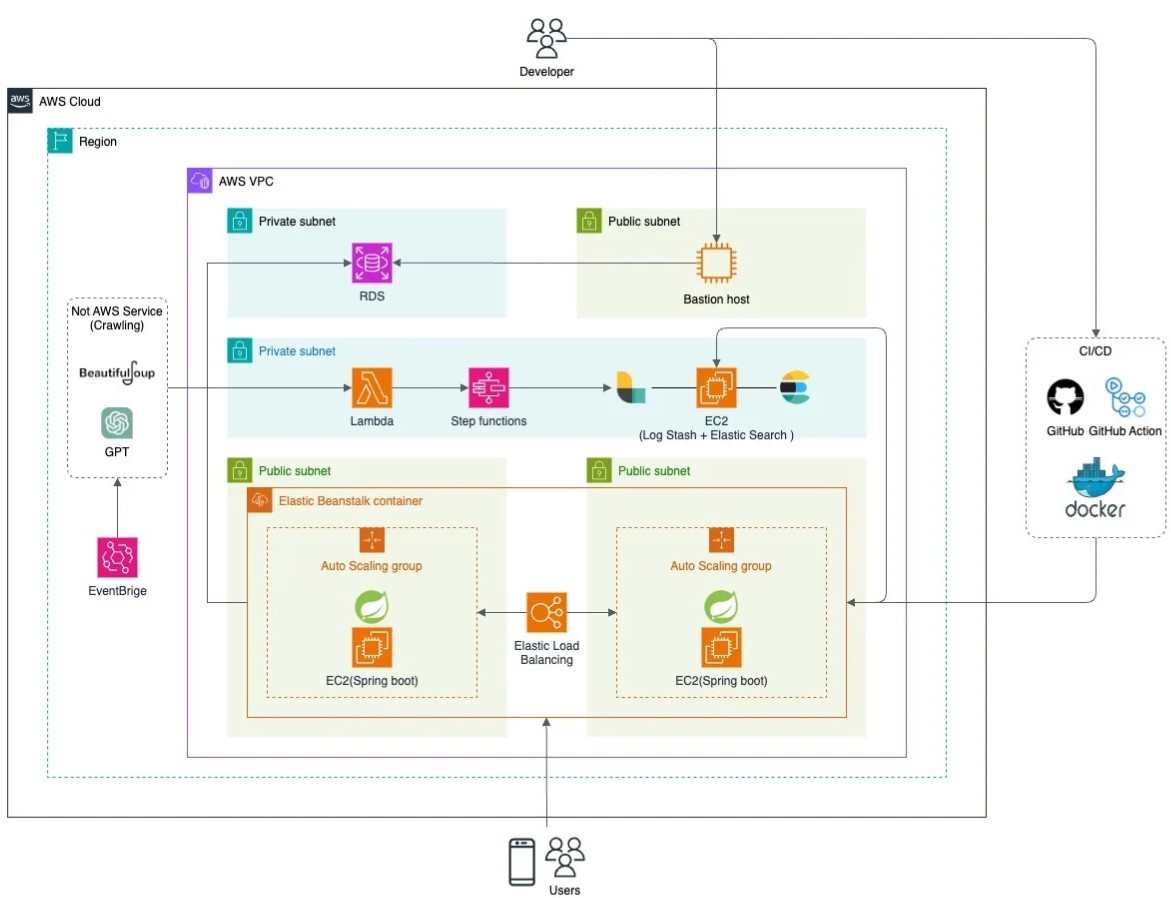 Developer
aws
AWS Cloud
Region
AWS VPC
Private subnet
Public subnet
RDS
Bastion host
Not AWS Service
(Crawling)
BeautifulSoup
GPT
Private subnet
Lambda
Step functions
EC2
(Log Stash + Elastic Search )
CI/CD
GitHub
GitHub Action
docker
Public subnet
Public subnet
Elastic Beanstalk container
Auto Scaling group
Auto Scaling group
EventBrige
Elastic Load
Balancing
EC2(Spring boot)
EC2(Spring boot)
Users